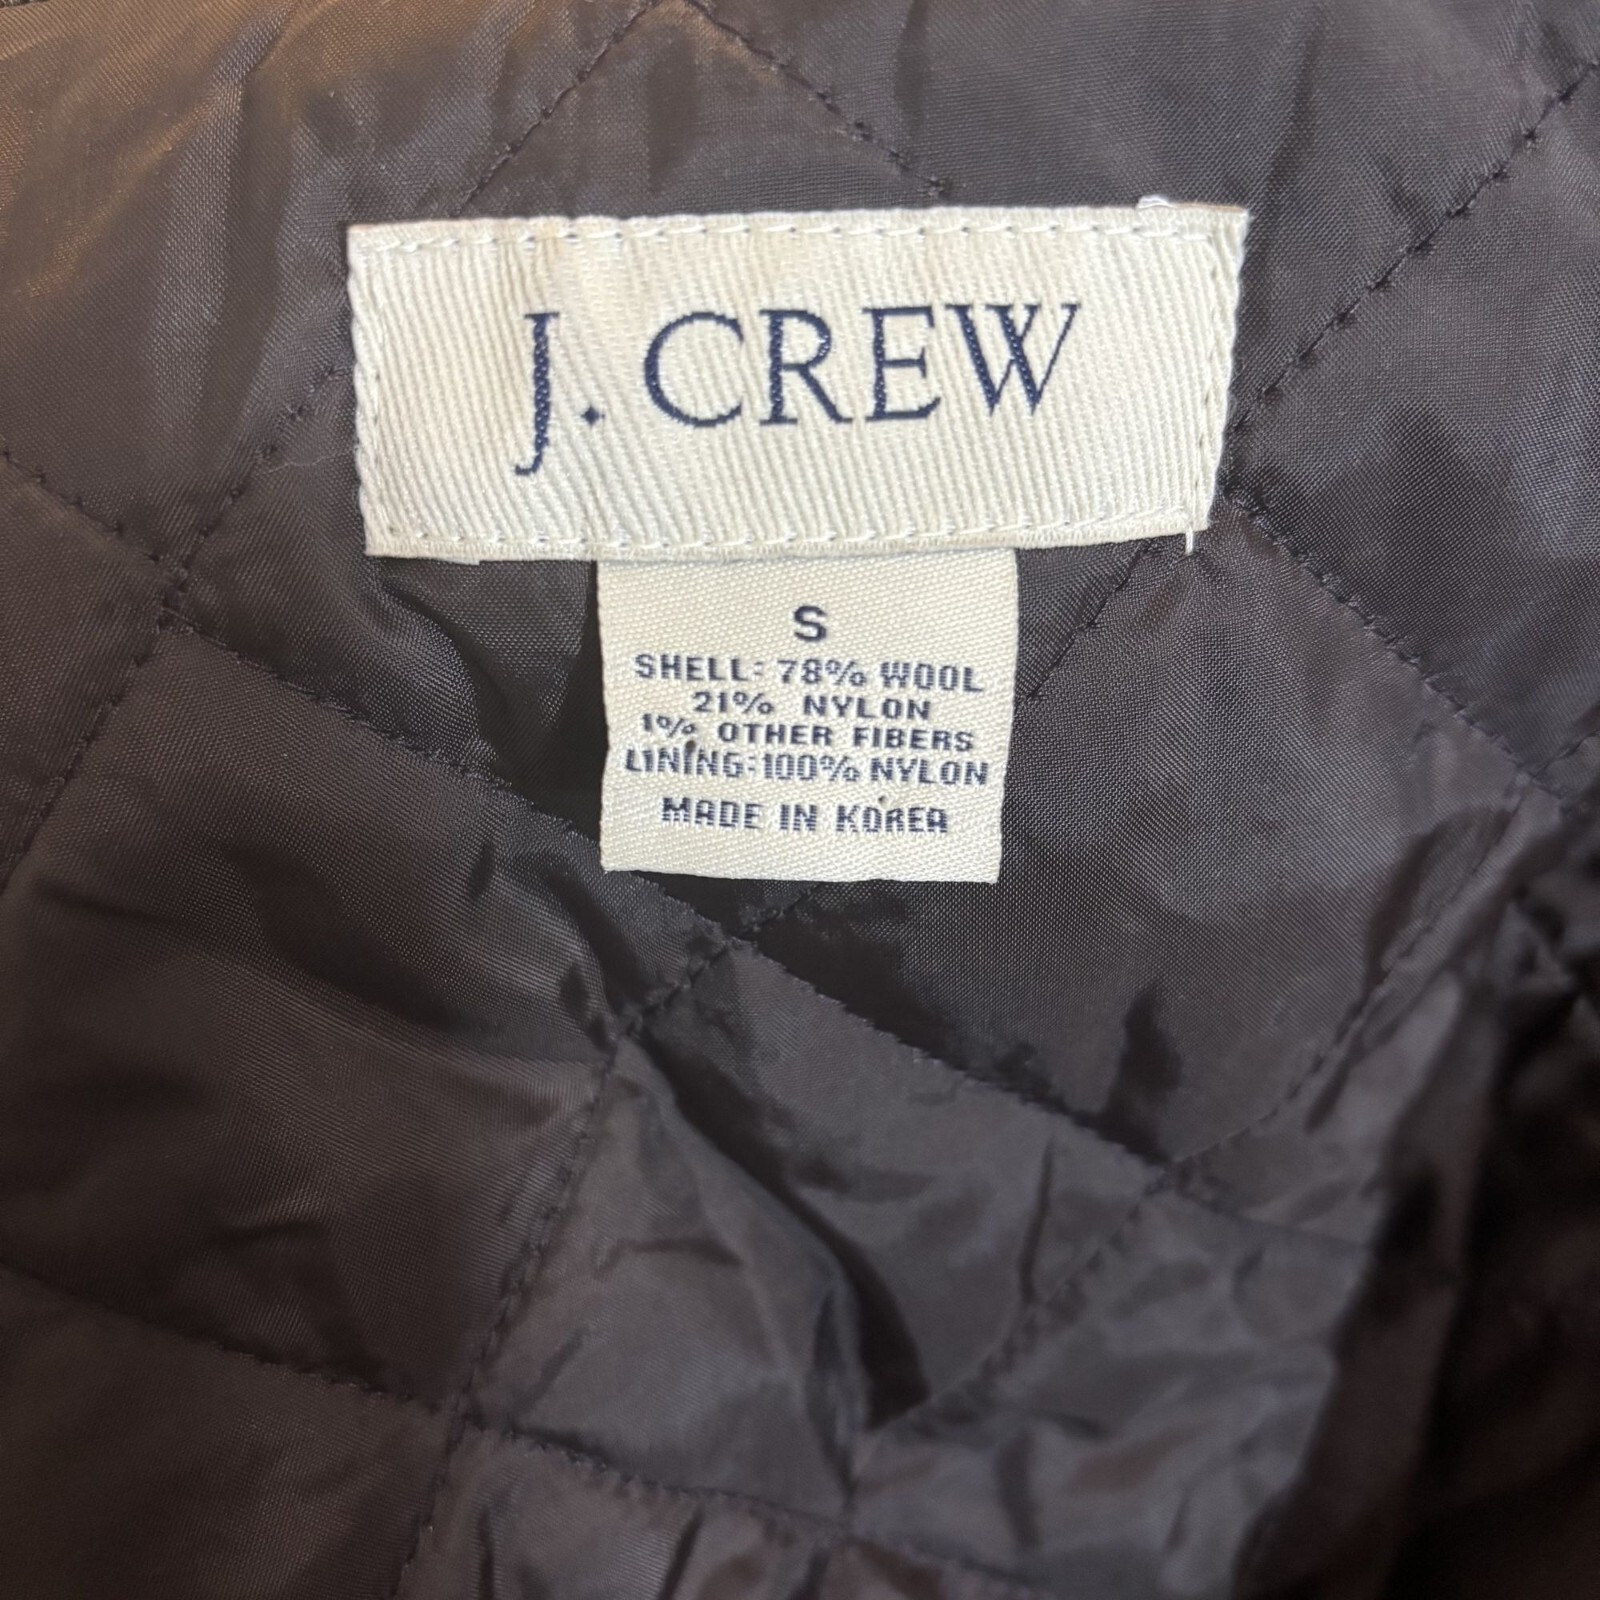 J. CREW
S
SHELL: 78% WOOL
21% NYLON
1% OTHER FIBERS
LINING:100% NYLON
MADE IN KOREA